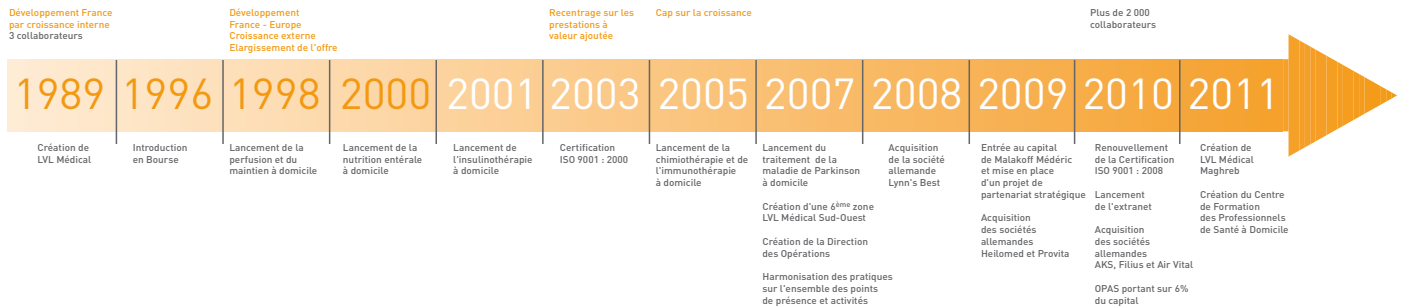 Développement France
par croissance interne
3 collaborateurs
Développement
France - Europe
Croissance externe
Elargissement de l'offre
Recentrage sur les
prestations à
valeur ajoutée
Cap sur la croissance
Plus de 2 000
collaborateurs
1989 1996 1998 2000 2001 2003 2005 2007 2008 2009 2010 2011
Création de
LVL Médical
Introduction
en Bourse
Lancement de la
perfusion et du
maintien à domicile
Lancement de la
nutrition entérale
à domicile
Lancement de
l'insulinothérapie
à domicile
Certification
ISO 9001 : 2000
Lancement de la
chimiothérapie et de
l'immunothérapie
à domicile
Lancement du
traitement de la
maladie de Parkinson
à domicile
Création d'une 6ème zone
LVL Médical Sud-Ouest
Création de la Direction
des Opérations
Harmonisation des pratiques
sur l'ensemble des points
de présence et activités
Acquisition
de la société
allemande
Lynn's Best
Entrée au capital
de Malakoff Médéric
et mise en place
d'un projet de
partenariat stratégique
Acquisition
des sociétés
allemandes
Heilomed et Provita
Renouvellement
de la Certification
ISO 9001 : 2008
Lancement
de l'extranet
Acquisition
des sociétés
allemandes
AKS, Filius et Air Vital
OPAS portant sur 6%
du capital
Création de
LVL Médical
Maghreb
Création du Centre
de Formation
des Professionnels
de Santé à Domicile